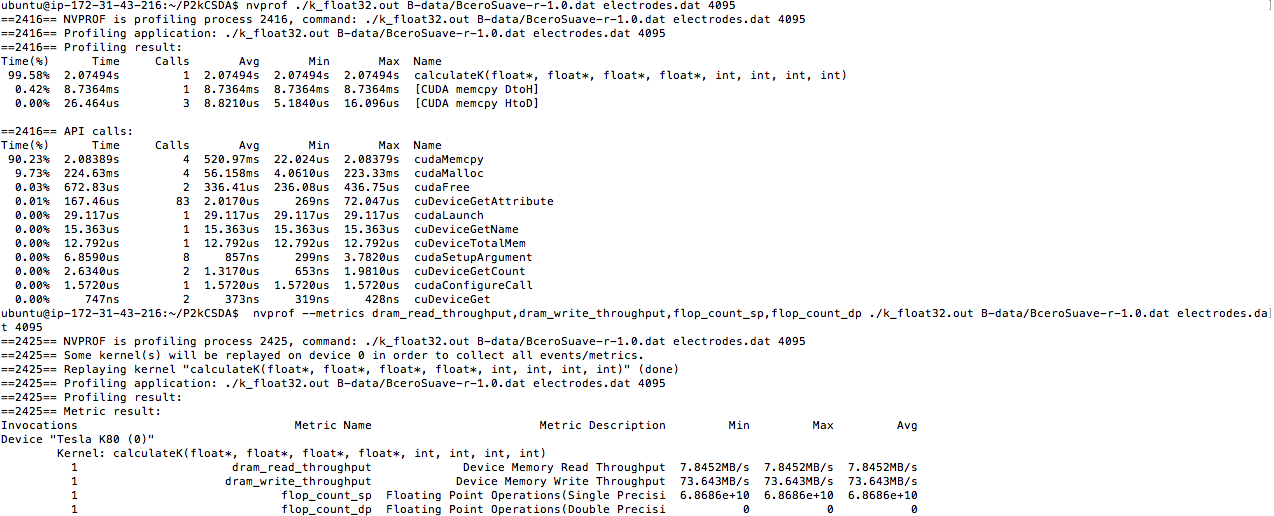 ubuntu@ip-172-31-43-216:~/P2kCSDA$ nvprof ./k_float32.out B-data/BceroSuave-r-1.0.dat electrodes.dat 4095
==2416== NVPROF is profiling process 2416, command: ./k_float32.out B-data/BceroSuave-r-1.0.dat electrodes.dat 4095
==2416== Profiling application: ./k_float32.out B-data/BceroSuave-r-1.0.dat electrodes.dat 4095
==2416== Profiling result:
Time(%)      Time     Calls       Avg       Min       Max  Name
 99.58%  2.07494s         1  2.07494s  2.07494s  2.07494s  calculateK(float*, float*, float*, float*, int, int, int, int)
  0.42%  8.7364ms         1  8.7364ms  8.7364ms  8.7364ms  [CUDA memcpy DtoH]
  0.00%  26.464us         3  8.8210us  5.1840us  16.096us  [CUDA memcpy HtoD]

==2416== API calls:
Time(%)      Time     Calls       Avg       Min       Max  Name
 90.23%  2.08389s         4  520.97ms  22.024us  2.08379s  cudaMemcpy
  9.73%  224.63ms         4  56.158ms  4.0610us  223.33ms  cudaMalloc
  0.03%  672.83us         2  336.41us  236.08us  436.75us  cudaFree
  0.01%  167.46us        83  2.0170us     269ns  72.047us  cuDeviceGetAttribute
  0.00%  29.117us         1  29.117us  29.117us  29.117us  cudaLaunch
  0.00%  15.363us         1  15.363us  15.363us  15.363us  cuDeviceGetName
  0.00%  12.792us         1  12.792us  12.792us  12.792us  cuDeviceTotalMem
  0.00%  6.8590us         8     857ns     299ns  3.7820us  cudaSetupArgument
  0.00%  2.6340us         2  1.3170us     653ns  1.9810us  cuDeviceGetCount
  0.00%  1.5720us         1  1.5720us  1.5720us  1.5720us  cudaConfigureCall
  0.00%     747ns         2     373ns     319ns     428ns  cuDeviceGet
ubuntu@ip-172-31-43-216:~/P2kCSDA$  nvprof --metrics dram_read_throughput,dram_write_throughput,flop_count_sp,flop_count_dp ./k_float32.out B-data/BceroSuave-r-1.0.dat electrodes.da
t 4095
==2425== NVPROF is profiling process 2425, command: ./k_float32.out B-data/BceroSuave-r-1.0.dat electrodes.dat 4095
==2425== Some kernel(s) will be replayed on device 0 in order to collect all events/metrics.
==2425== Replaying kernel "calculateK(float*, float*, float*, float*, int, int, int, int)" (done)
==2425== Profiling application: ./k_float32.out B-data/BceroSuave-r-1.0.dat electrodes.dat 4095
==2425== Profiling result:
==2425== Metric result:
Invocations                               Metric Name                        Metric Description         Min         Max         Avg
Device "Tesla K80 (0)"
        Kernel: calculateK(float*, float*, float*, float*, int, int, int, int)
          1                      dram_read_throughput             Device Memory Read Throughput  7.8452MB/s  7.8452MB/s  7.8452MB/s
          1                     dram_write_throughput            Device Memory Write Throughput  73.643MB/s  73.643MB/s  73.643MB/s
          1                             flop_count_sp  Floating Point Operations(Single Precisi  6.8686e+10  6.8686e+10  6.8686e+10
          1                             flop_count_dp  Floating Point Operations(Double Precisi           0           0           0